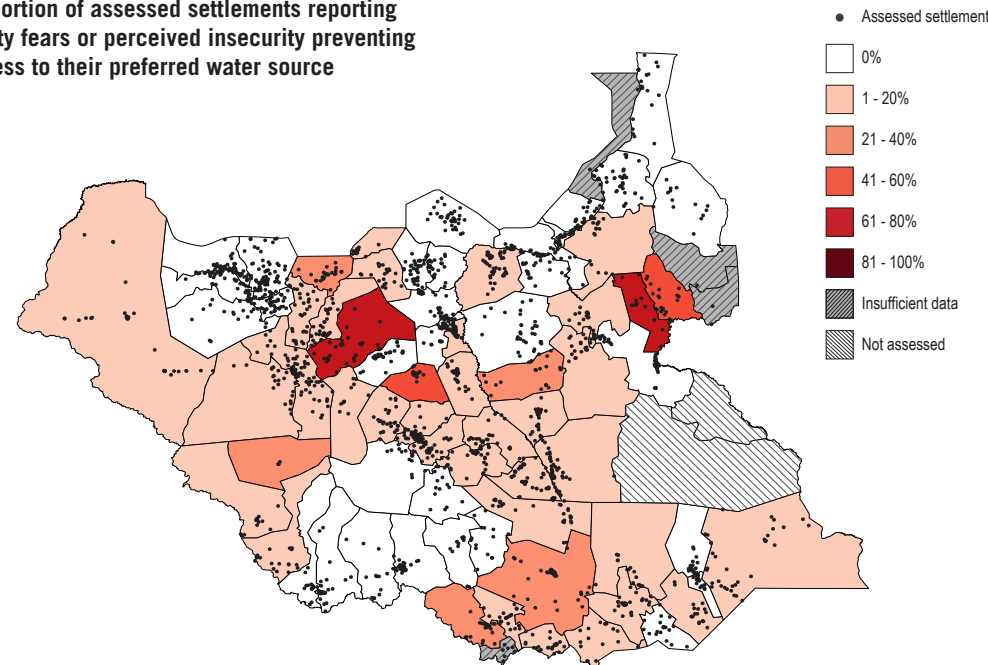 portion of assessed settlements reporting
ty fears or perceived insecurity preventing
ess to their preferred water source
Assessed settlement
0%
1 - 20%
21 - 40%
41 - 60%
61 - 80%
81 - 100%
Insufficient data
Not assessed